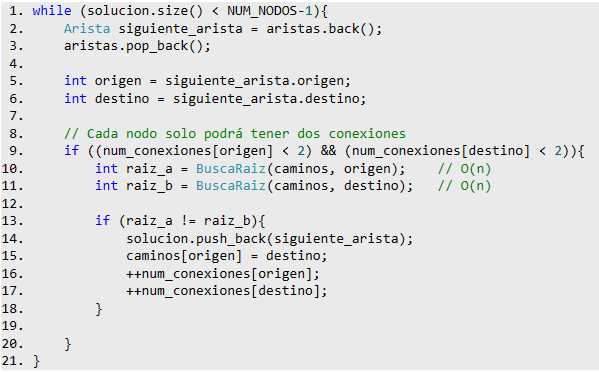 1. while (solucion.size() < NUM_NODOS-1){
2.     Arista siguiente_arista = aristas.back();
3.     aristas.pop_back();
4.
5.     int origen = siguiente_arista.origen;
6.     int destino = siguiente_arista.destino;
7.
8.     // Cada nodo solo podrá tener dos conexiones
9.     if ((num_conexiones[origen] < 2) && (num_conexiones[destino] < 2)){
10.         int raiz_a = BuscaRaiz(caminos, origen);    // O(n)
11.         int raiz_b = BuscaRaiz(caminos, destino);   // O(n)
12.
13.         if (raiz_a != raiz_b){
14.             solucion.push_back(siguiente_arista);
15.             caminos[origen] = destino;
16.             ++num_conexiones[origen];
17.             ++num_conexiones[destino];
18.         }
19.
20.     }
21. }